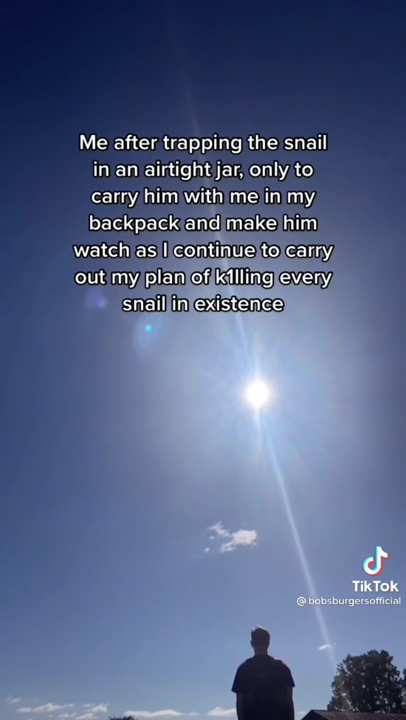 Me after trapping the snail
in an airtight jar, only to
carry him with me in my
backpack and make him
watch as I continue to carry
out my plan of k1lling every
snail in existence
TikTok
@bobsburgersofficial